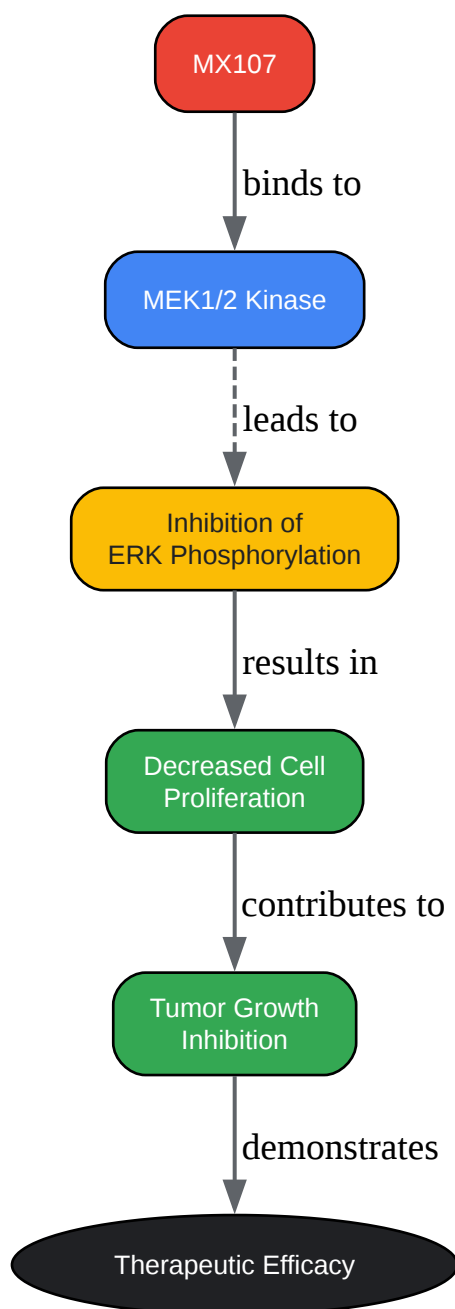 MX107
binds to
MEK1/2 Kinase
leads to
Inhibition of
ERK Phosphorylation
results in
Decreased Cell
Proliferation
contributes to
Tumor Growth
Inhibition
demonstrates
Therapeutic Efficacy